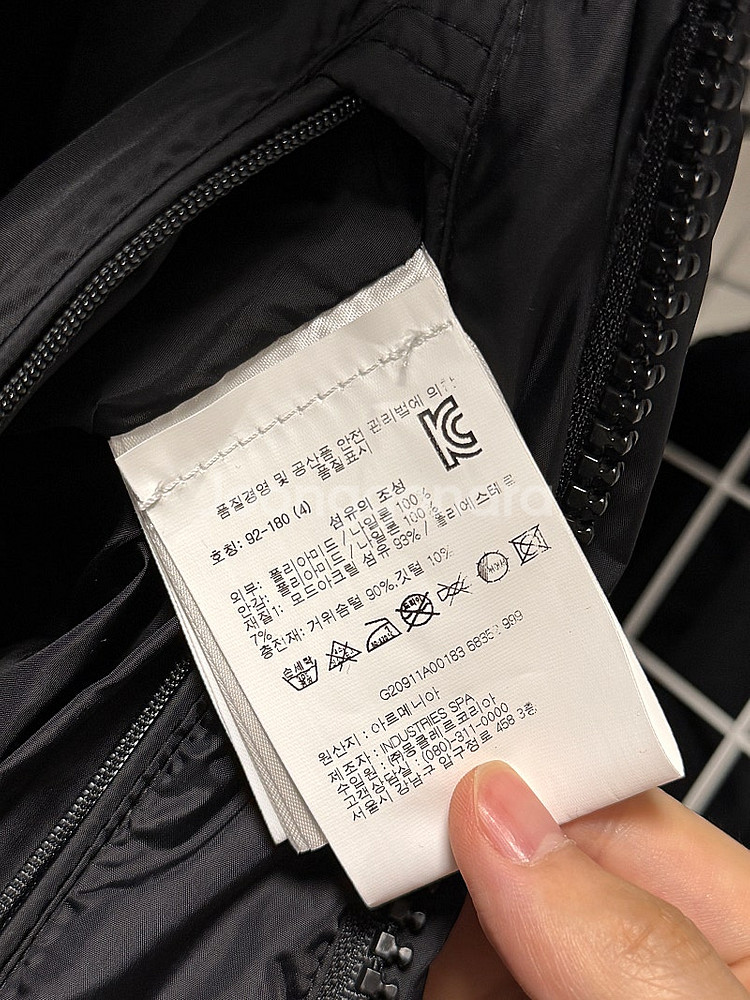 품질경영 및 공산품 안전 관리법에 의한
품질표시
호칭: 92-180 (4)
섬유의 조성
외부: 폴리아미드 / 나일론 100%
안감: 폴리아미드 / 나일론 100%
재질1: 모드아크릴 섬유 93% / 폴리에스테르
7%
충전재: 거위솜털 90%,깃털 10%
손세탁
G20911A00183 68352 999
원산지 : 아르메니아
제조자 : INDUSTRIES SPA
수입원 : (주)몽클레르코리아
고객상담실 : (080)-311-0000
서울시 강남구 압구정로 458 3층